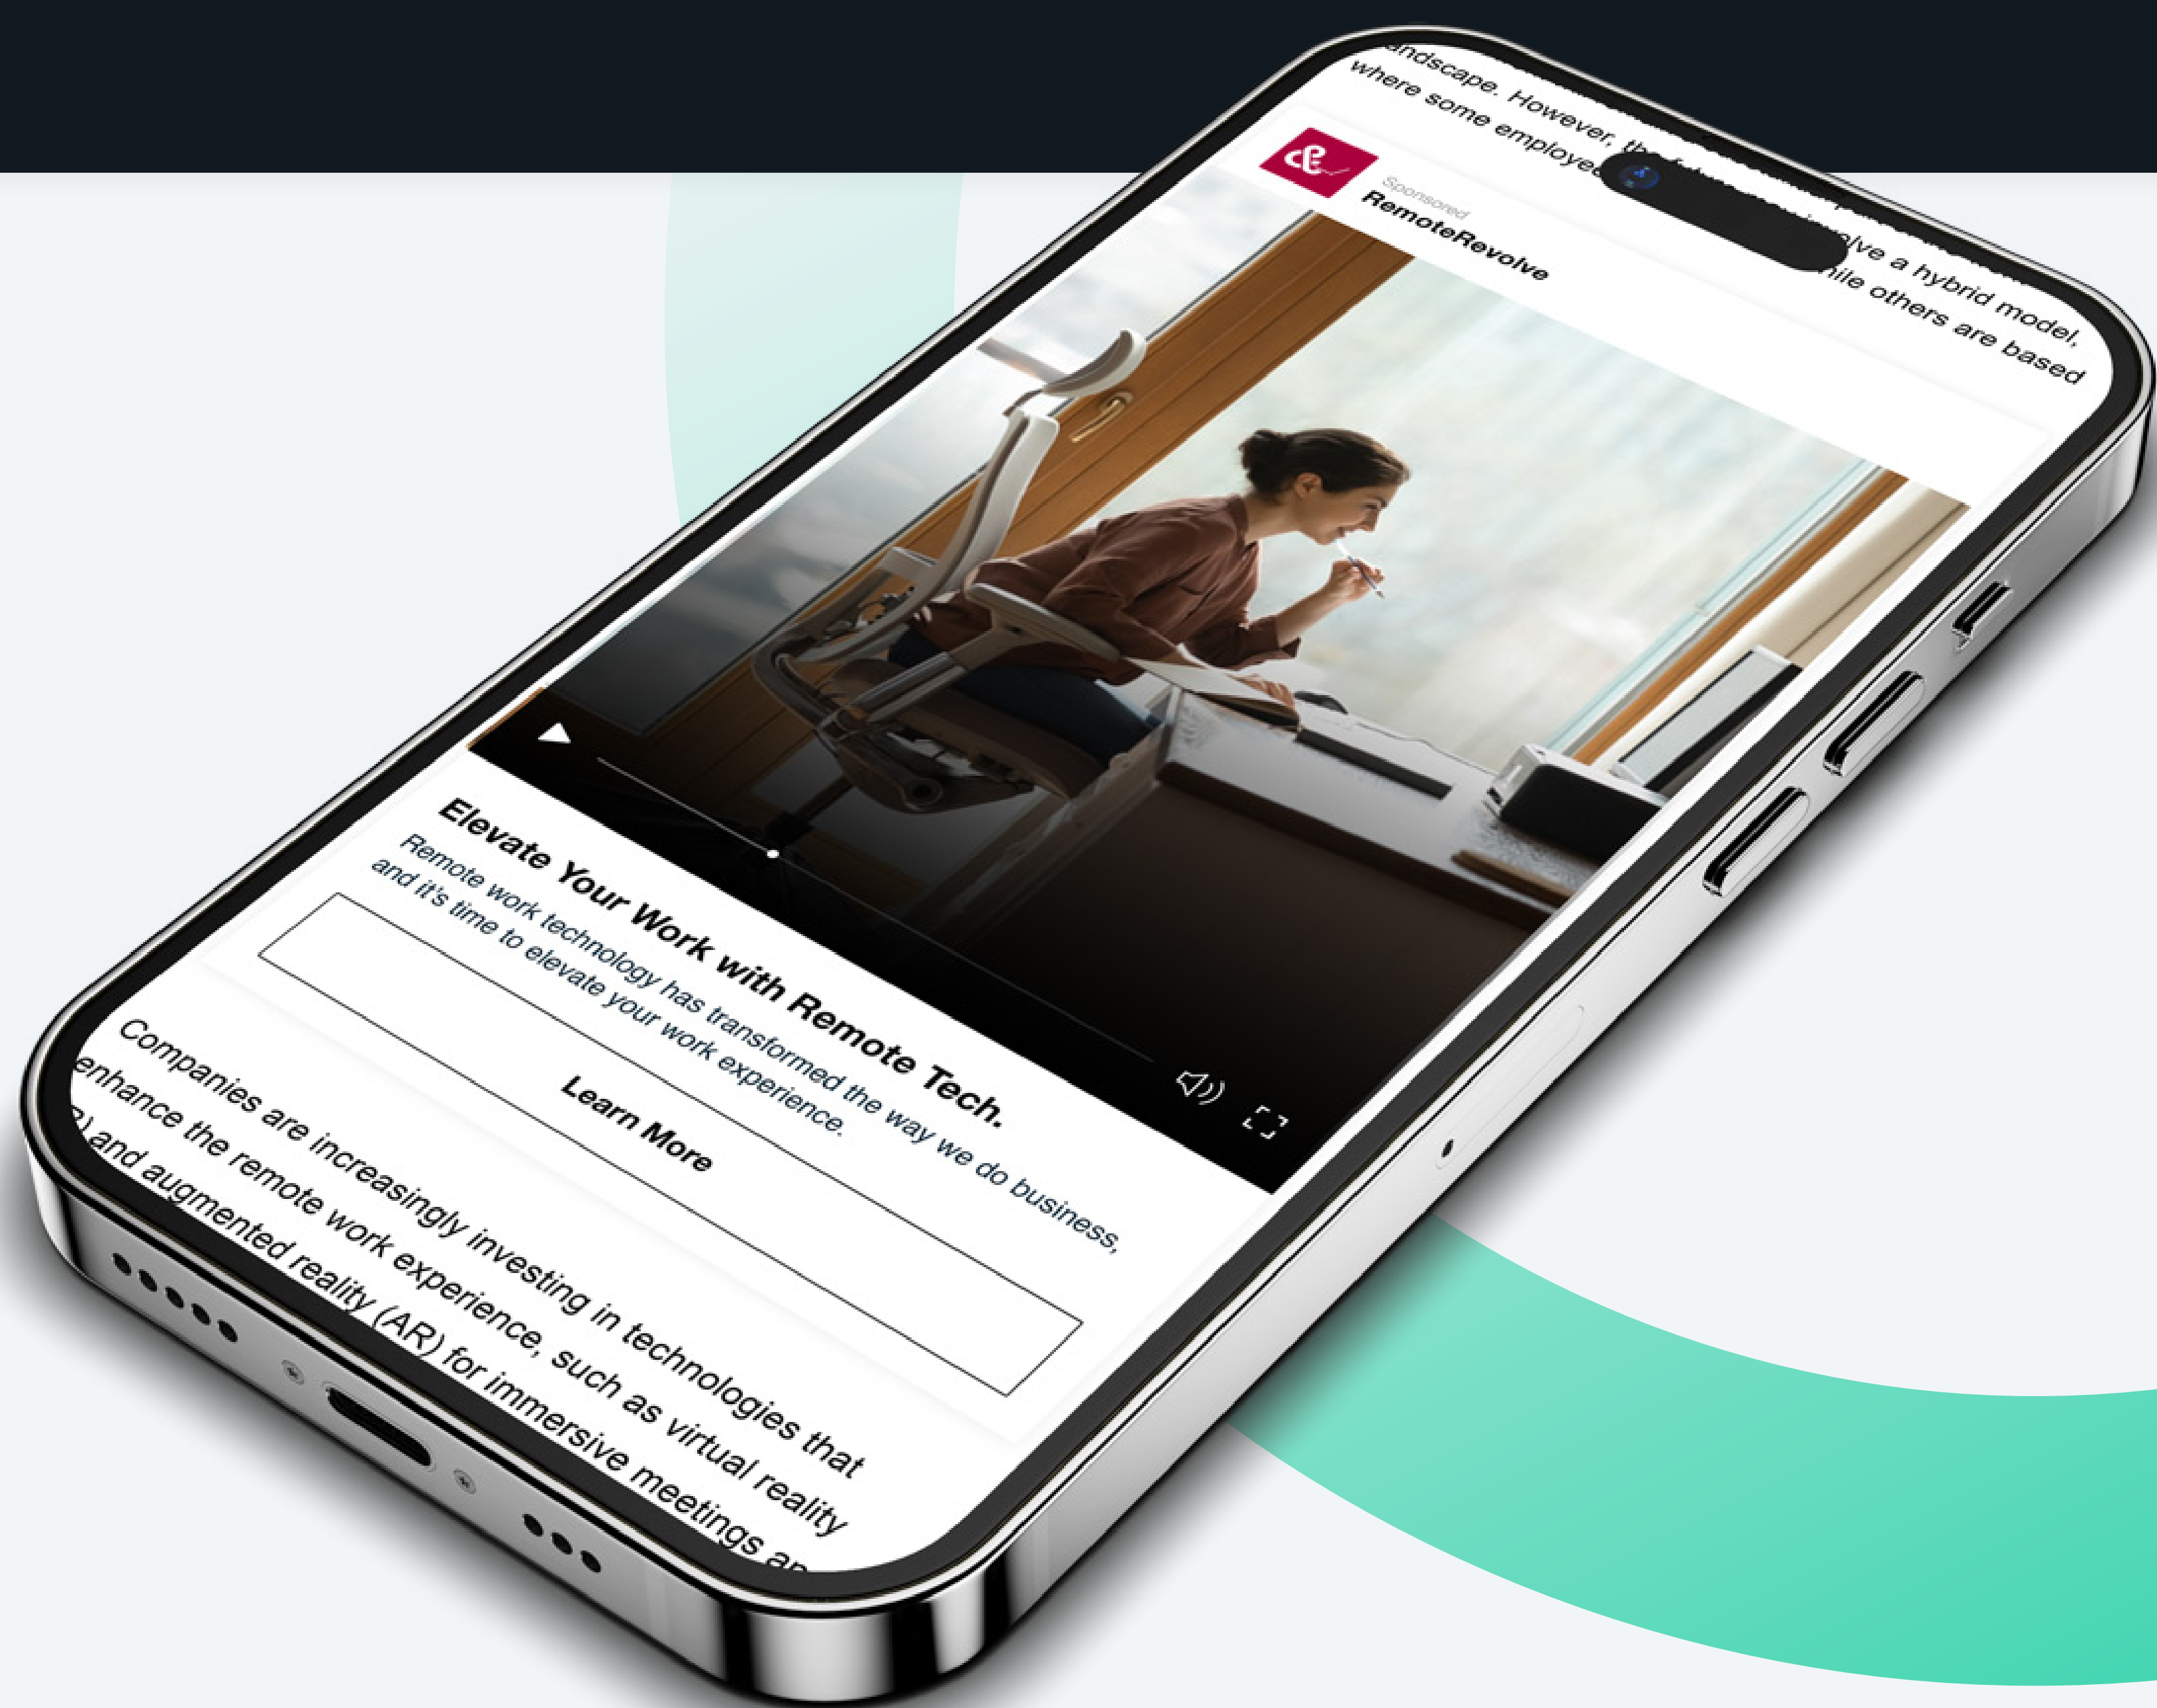 andscape. However,
where some employee
olve a hybrid model,
while others are based
Sponsored
RemoteRevolve
Elevate Your Work with Remote Tech.
Remote work technology has transformed the way we do business,
and it's time to elevate your work experience.
Learn More
Companies are increasingly investing in technologies that
enhance the remote work experience, such as virtual reality
) and augmented reality (AR) for immersive meetings an